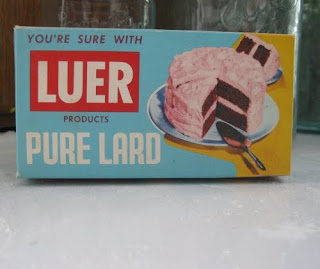 YOU'RE SURE WITH
LUER
PRODUCTS
PURE LARD